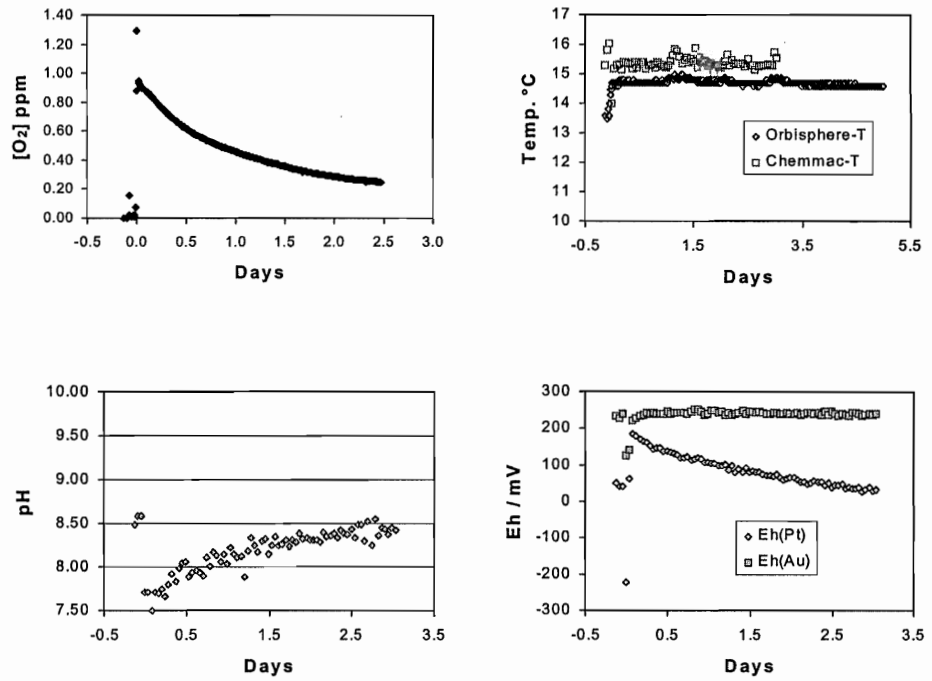 1.40
1.20
1.00
0.80
0.60
0.40
0.20
0.00
[O2] ppm
-0.5 0.0 0.5 1.0 1.5 2.0 2.5 3.0
Days
17
16
15
14
13
12
11
10
Temp. °C
Orbisphere-T
Chemmac-T
-0.5 1.5 3.5 5.5
Days
10.00
9.50
9.00
8.50
8.00
7.50
pH
-0.5 0.5 1.5 2.5 3.5
Days
300
200
100
0
-100
-200
-300
Eh / mV
Eh(Pt)
Eh(Au)
-0.5 0.5 1.5 2.5 3.5
Days